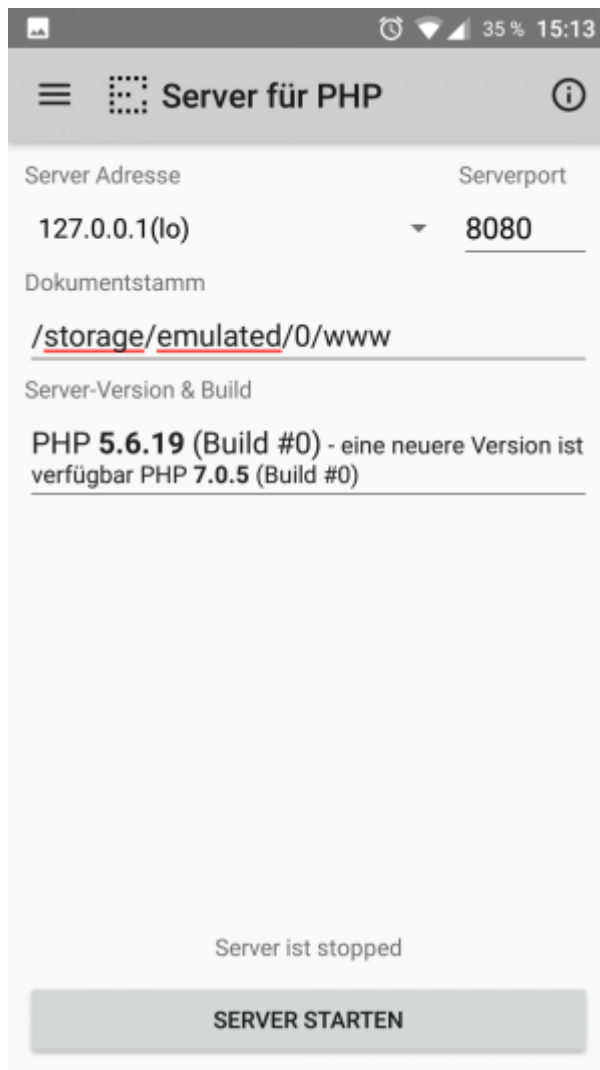 35 % 15:13
Server für PHP
Server Adresse Serverport
127.0.0.1(lo) 8080
Dokumentstamm
/storage/emulated/0/www
Server-Version & Build
PHP 5.6.19 (Build #0) - eine neuere Version ist
verfügbar PHP 7.0.5 (Build #0)
Server ist stopped
SERVER STARTEN